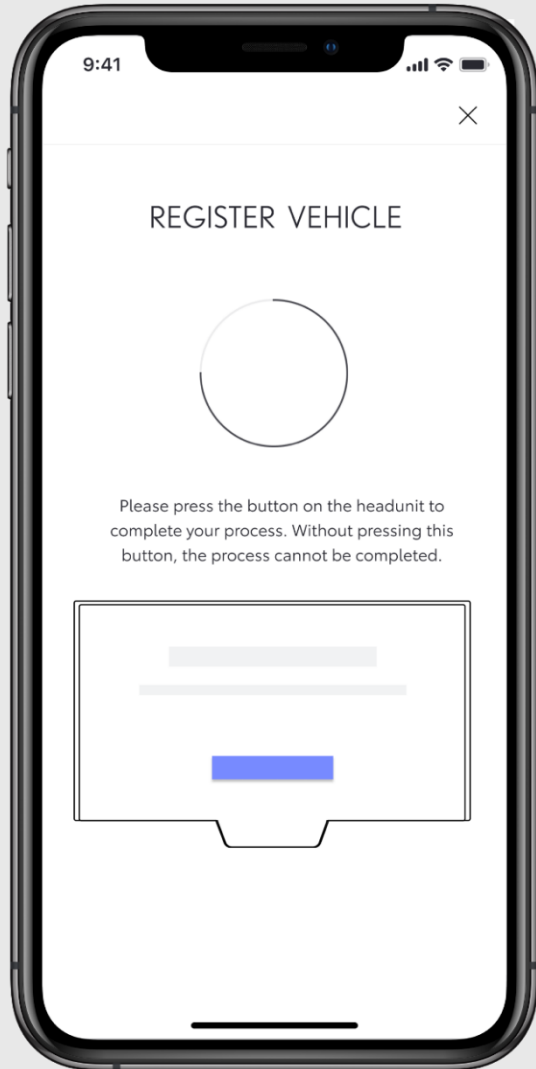 9:41
REGISTER VEHICLE
Please press the button on the headunit to
complete your process. Without pressing this
button, the process cannot be completed.